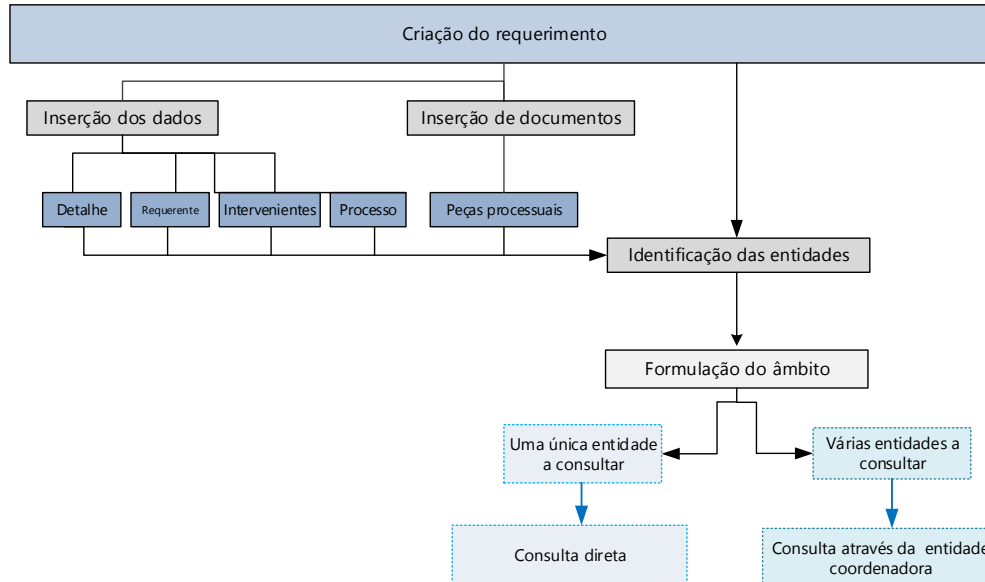 Criação do requerimento
Inserção dos dados
Inserção de documentos
Detalhe
Requerente
Intervenientes
Processo
Peças processuais
Identificação das entidades
Formulação do âmbito
Uma única entidade
a consultar
Várias entidades a
consultar
Consulta direta
Consulta através da entidade
coordenadora